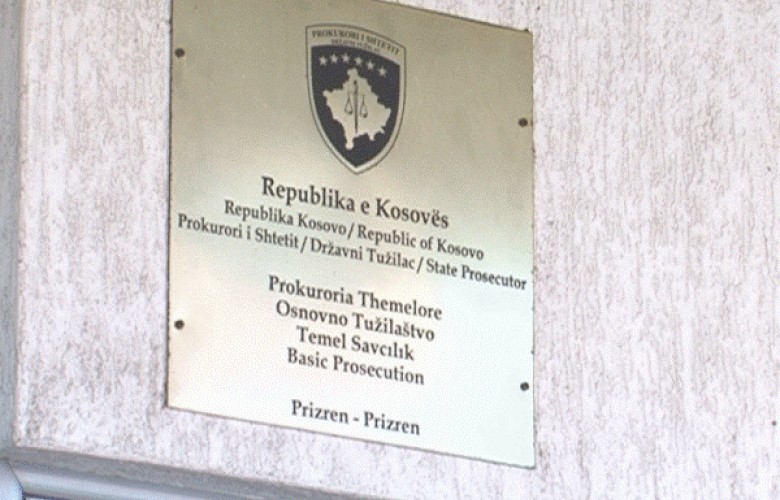 PROKURORI I SHTETIT
Republika e Kosovës
Republika Kosovo / Republic of Kosovo
Prokurori i Shtetit / Državni Tužilac / State Prosecutor
Prokuroria Themelore
Osnovno Tužilaštvo
Temel Savcılık
Basic Prosecution
Prizren - Prizren